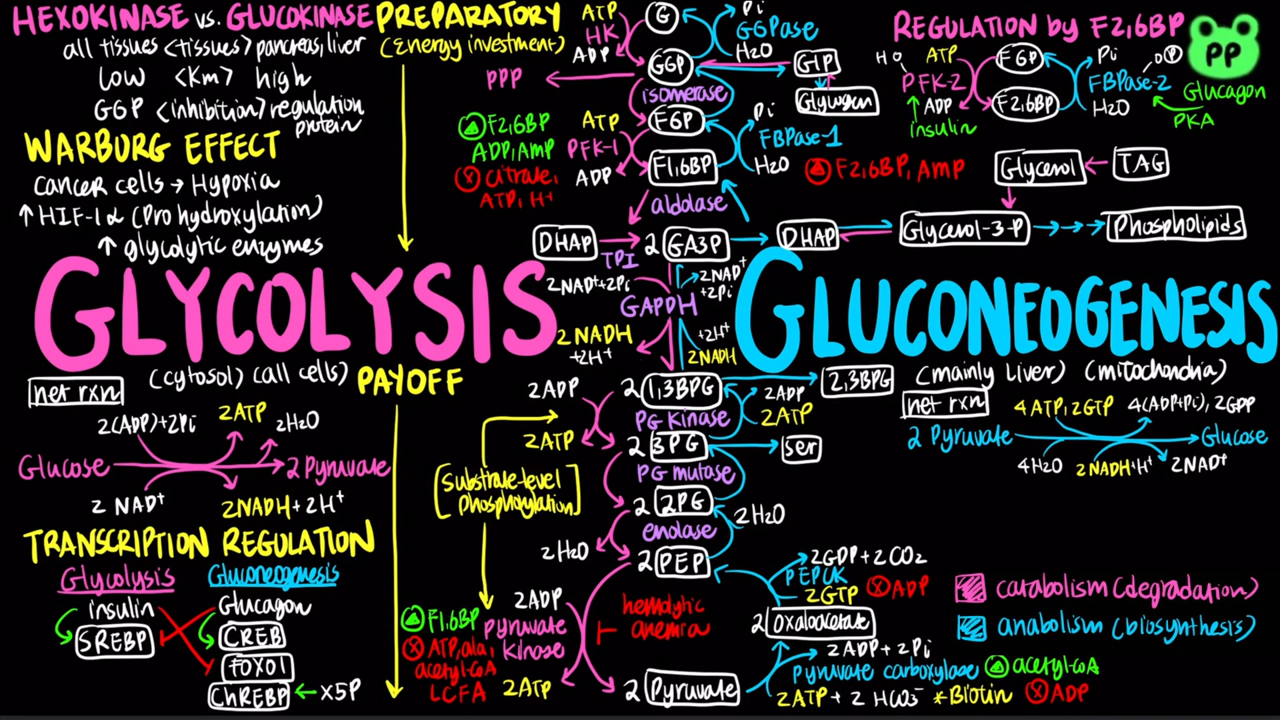 HEXOKINASE vs. GLUCOKINASE
all tissues <tissues> pancreas, liver
LOW <Km> high
G6P <inhibition> regulation protein
WARBURG EFFECT
cancer cells → Hypoxia
↑ HIF-1α (Pro hydroxylation)
↑ glycolytic enzymes
PREPARATORY
(Energy investment)
ATP
HK
ADP
G
Pi
G6Pase
H2O
PPP
G6P
G1P
Glycogen
isomerase
F6P
△ F2,6BP
ADP, AMP
ⓧ citrate,
ATP, H+
ATP
PFK-1
ADP
Pi
FBPase-1
H2O
F1,6BP
△ F2,6BP, AMP
aldolase
DHAP
TPI
2 GA3P
DHAP
Glycerol-3-P
Phospholipids
Glycerol
TAG
REGULATION by F2,6BP
PP
HO
ATP
PFK-2
ADP
insulin
F6P
F2,6BP
Pi
FBPase-2
H2O
OP
Glucagon
PKA
GLYCOLYSIS
GLUCONEOGENESIS
2NAD++2Pi
GAPDH
2NAD+
+2Pi
2 NADH
+2H+
+2H+
2NADH
(cytosol) (all cells)
PAYOFF
net rxn
2(ADP)+2Pi
2ATP
2H2O
Glucose
2 Pyruvate
2 NAD+
2NADH + 2H+
2 1,3BPG
2,3BPG
2ADP
PG Kinase
2ADP
2ATP
2ATP
2 3PG
ser
PG mutase
[Substrate-level
phosphorylation]
2 2PG
enolase
2H2O
2H2O
2 PEP
(mainly Liver) (mitochondria)
net rxn
4 ATP, 2GTP
4(ADP+Pi), 2GDP
2 Pyruvate
Glucose
4H2O
2NADH+H+
2NAD+
TRANSCRIPTION REGULATION
Glycolysis
Gluconeogenesis
insulin
Glucagon
SREBP
CREB
FOXO1
ChREBP ← X5P
△ F1,6BP
ⓧ ATP, ala,
acetyl-CoA
LCFA
2ADP
pyruvate
kinase
2ATP
hemolytic
anemia
2 Pyruvate
2GDP + 2CO2
PEPCK
2GTP
ⓧ ADP
2 Oxaloacetate
2 ADP + 2 Pi
Pyruvate carboxylase
△ acetyl-CoA
2ATP + 2 HCO3- *Biotin
ⓧ ADP
catabolism (degradation)
anabolism (biosynthesis)